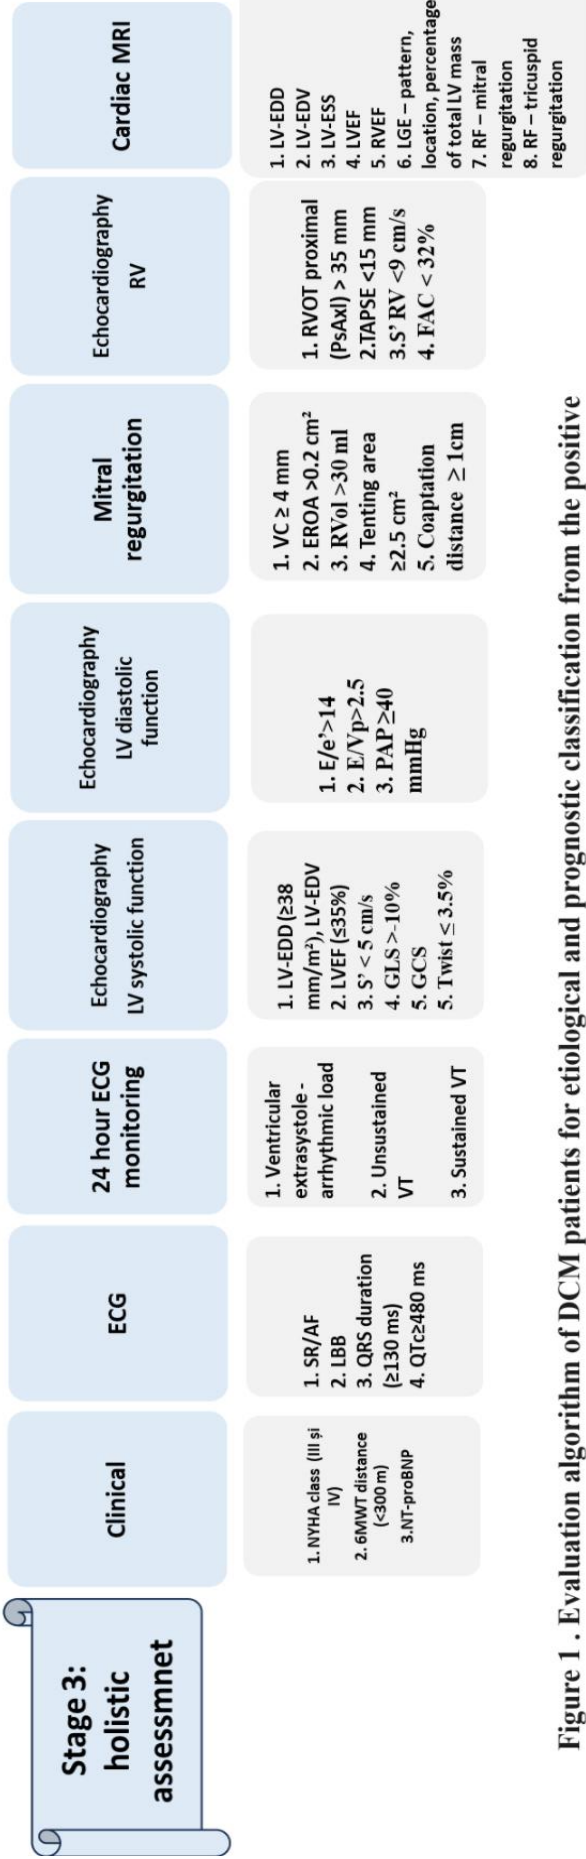 Stage 3:
holistic
assessmnet
Clinical
1. NYHA class (III și
IV)
2. 6MWT distance
(<300 m)
3.NT-proBNP
ECG
1. SR/AF
2. LBB
3. QRS duration
(≥130 ms)
4. QTc≥480 ms
24 hour ECG
monitoring
1. Ventricular
extrasystole -
arrhythmic load
2. Unsustained
VT
3. Sustained VT
Echocardiography
LV systolic function
1. LV-EDD (≥38
mm/m²), LV-EDV
2. LVEF (≤35%)
3. S' < 5 cm/s
4. GLS >-10%
5. GCS
5. Twist ≤ 3.5%
Echocardiography
LV diastolic
function
1. E/e'>14
2. E/Vp>2.5
3. PAP ≥40
mmHg
Mitral
regurgitation
1. VC ≥ 4 mm
2. EROA >0.2 cm²
3. RVol >30 ml
4. Tenting area
≥2.5 cm²
5. Coaptation
distance ≥ 1cm
Echocardiography
RV
1. RVOT proximal
(PsAxl) > 35 mm
2.TAPSE <15 mm
3.S' RV <9 cm/s
4. FAC < 32%
Cardiac MRI
1. LV-EDD
2. LV-EDV
3. LV-ESS
4. LVEF
5. RVEF
6. LGE – pattern,
location, percentage
of total LV mass
7. RF – mitral
regurgitation
8. RF – tricuspid
regurgitation
Figure 1 . Evaluation algorithm of DCM patients for etiological and prognostic classification from the positive